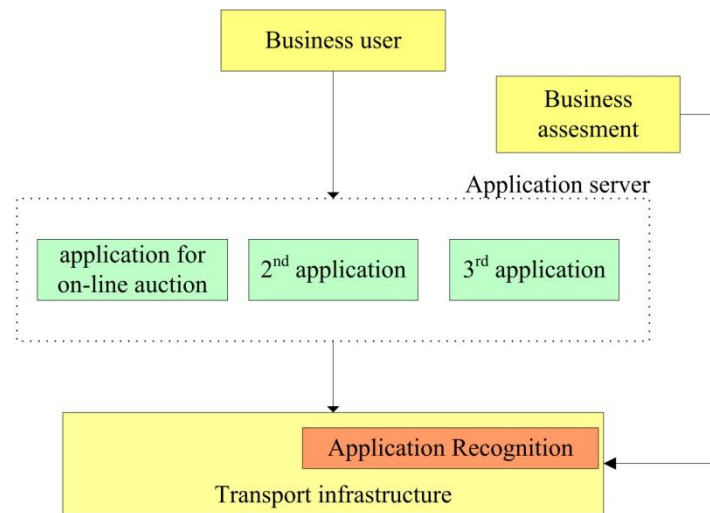 Business user
Business
assesment
Application server
application for
on-line auction
2nd application
3rd application
Application Recognition
Transport infrastructure